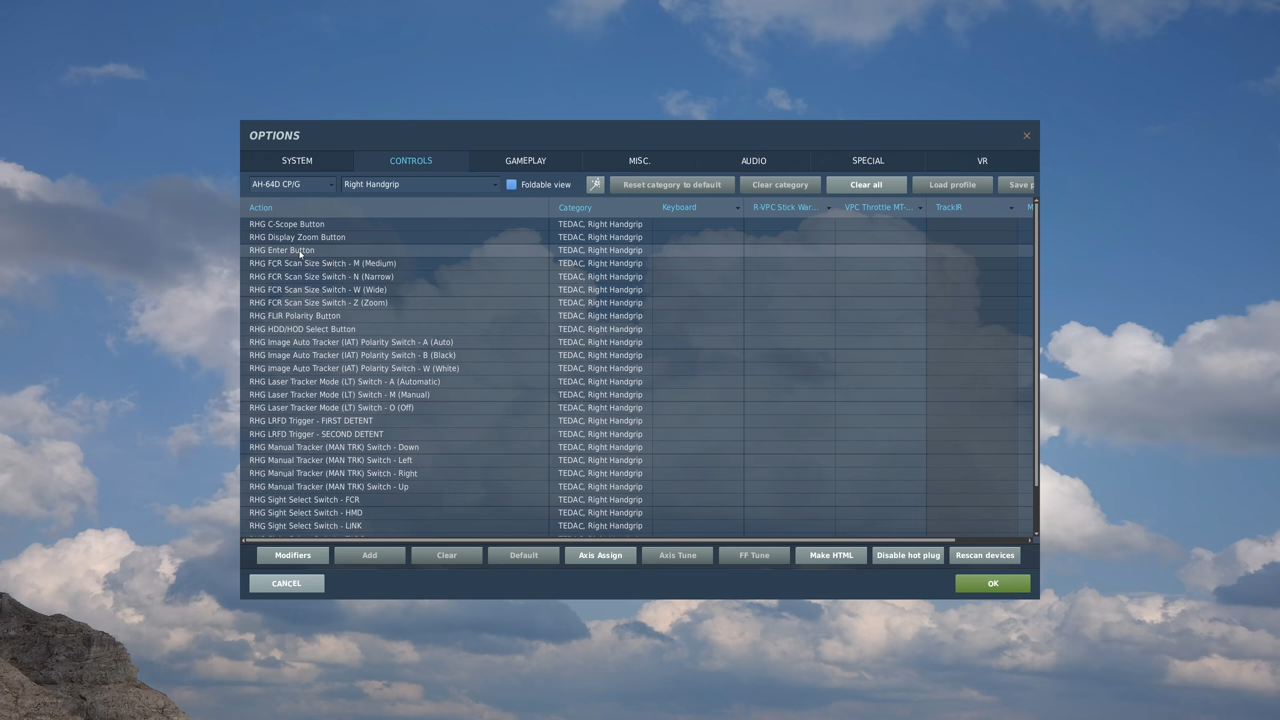 OPTIONS
SYSTEM CONTROLS GAMEPLAY MISC. AUDIO SPECIAL VR
AH-64D CP/G Right Handgrip Foldable view Reset category to default Clear category Clear all Load profile Save p
Action Category Keyboard R-VPC Stick War... VPC Throttle MT-... TrackIR M
RHG C-Scope Button TEDAC, Right Handgrip
RHG Display Zoom Button TEDAC, Right Handgrip
RHG Enter Button TEDAC, Right Handgrip
RHG FCR Scan Size Switch - M (Medium) TEDAC, Right Handgrip
RHG FCR Scan Size Switch - N (Narrow) TEDAC, Right Handgrip
RHG FCR Scan Size Switch - W (Wide) TEDAC, Right Handgrip
RHG FCR Scan Size Switch - Z (Zoom) TEDAC, Right Handgrip
RHG FLIR Polarity Button TEDAC, Right Handgrip
RHG HDD/HOD Select Button TEDAC, Right Handgrip
RHG Image Auto Tracker (IAT) Polarity Switch - A (Auto) TEDAC, Right Handgrip
RHG Image Auto Tracker (IAT) Polarity Switch - B (Black) TEDAC, Right Handgrip
RHG Image Auto Tracker (IAT) Polarity Switch - W (White) TEDAC, Right Handgrip
RHG Laser Tracker Mode (LT) Switch - A (Automatic) TEDAC, Right Handgrip
RHG Laser Tracker Mode (LT) Switch - M (Manual) TEDAC, Right Handgrip
RHG Laser Tracker Mode (LT) Switch - O (Off) TEDAC, Right Handgrip
RHG LRFD Trigger - FIRST DETENT TEDAC, Right Handgrip
RHG LRFD Trigger - SECOND DETENT TEDAC, Right Handgrip
RHG Manual Tracker (MAN TRK) Switch - Down TEDAC, Right Handgrip
RHG Manual Tracker (MAN TRK) Switch - Left TEDAC, Right Handgrip
RHG Manual Tracker (MAN TRK) Switch - Right TEDAC, Right Handgrip
RHG Manual Tracker (MAN TRK) Switch - Up TEDAC, Right Handgrip
RHG Sight Select Switch - FCR TEDAC, Right Handgrip
RHG Sight Select Switch - HMD TEDAC, Right Handgrip
RHG Sight Select Switch - LINK TEDAC, Right Handgrip
Modifiers Add Clear Default Axis Assign Axis Tune FF Tune Make HTML Disable hot plug Rescan devices
CANCEL OK